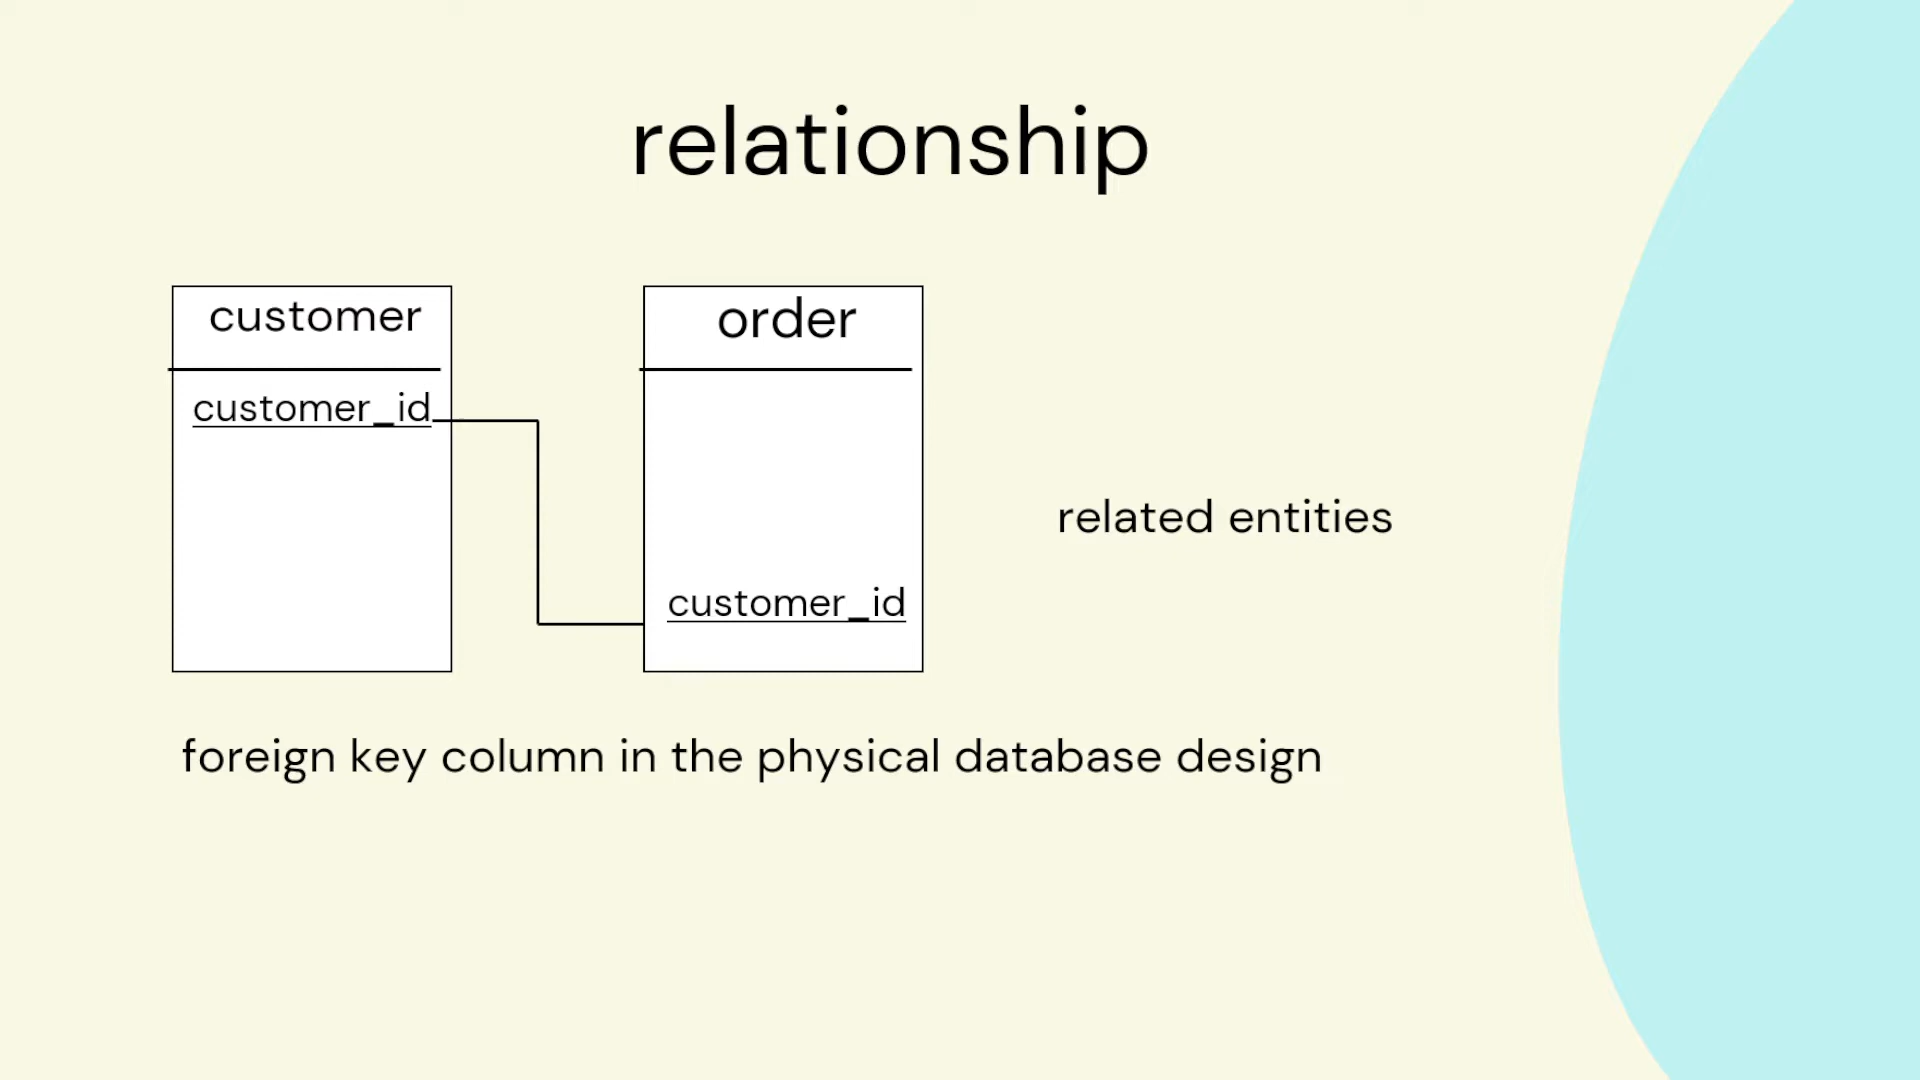 relationship
customer
order
customer_id
related entities
customer_id
foreign key column in the physical database design